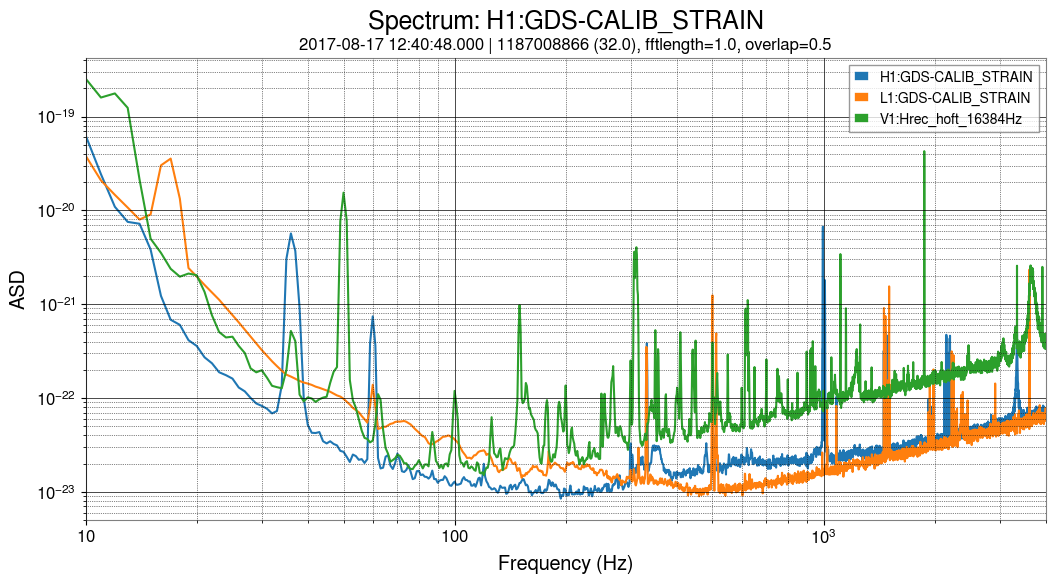 Spectrum: H1:GDS-CALIB_STRAIN
2017-08-17 12:40:48.000 | 1187008866 (32.0), fftlength=1.0, overlap=0.5
H1:GDS-CALIB_STRAIN
L1:GDS-CALIB_STRAIN
V1:Hrec_hoft_16384Hz
ASD
10⁻¹⁹
10⁻²⁰
10⁻²¹
10⁻²²
10⁻²³
10 100 10³
Frequency (Hz)